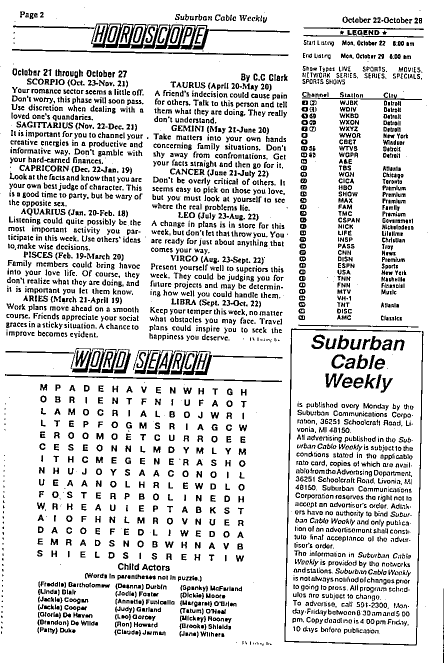 Page 2
Suburban Cable Weekly
October 22-October 28
HOROSCOPE
October 21 through October 27
By C.C Clark
SCORPIO (Oct. 23-Nov. 21)
Your romance sector seems a little off.
Don't worry, this phase will soon pass.
Use discretion when dealing with a
loved one's quandaries.
SAGITTARIUS (Nov. 22-Dec. 21)
It is important for you to channel your
creative energies in a productive and
informative way. Don't gamble with
your hard-earned finances.
CAPRICORN (Dec. 22-Jan. 19)
Look at the facts and know that you are
your own best judge of character. This
is a good time to party, but be wary of
the opposite sex.
AQUARIUS (Jan. 20-Feb. 18)
Listening could quite possibly be the
most important activity you par-
ticipate in this week. Use others' ideas
to make wise decisions.
PISCES (Feb. 19-March 20)
Family members could bring havoc
into your love life. Of course, they
don't realize what they are doing, and
it is important you let them know.
ARIES (March 21-April 19)
Work plans move ahead on a smooth
course. Friends appreciate your social
graces in a sticky situation. A chance to
improve becomes evident.
TAURUS (April 20-May 20)
A friend's indecision could cause pain
for others. Talk to this person and tell
them what they are doing. They really
don't understand.
GEMINI (May 21-June 20)
Take matters into your own hands
concerning family situations. Don't
shy away from confrontations. Get
your facts straight and then go for it.
CANCER (June 21-July 22)
Don't be overly critical of others. It
seems easy to pick on those you love,
but you must look at yourself to see
where the real problems lie.
LEO (July 23-Aug. 22)
A change in plans is in store for this
week, but don't let that throw you. You
are ready for just about anything that
comes your way.
VIRGO (Aug. 23-Sept. 22)
Present yourself well to superiors this
week. They could be judging you for
future projects and may be determin-
ing how well you could handle them.
LIBRA (Sept. 23-Oct. 22)
Keep your temper this week, no matter
what obstacles you may face. Travel
plans could inspire you to seek the
happiness you deserve.
★ LEGEND ★
Start Listing Mon, October 22 6:00 am
End Listing Mon, October 29 6:00 am
Show Types LIVE SPORTS, MOVIES,
NETWORK SERIES, SERIES, SPECIALS,
SPORTS SHOWS
Channel Station City
WJBK Detroit
WDIV Detroit
WKBD Detroit
WXON Detroit
WXYZ Detroit
WWOR New York
CBET Windsor
WTVS Detroit
WGPR Detroit
A&E
TBS Atlanta
WGN Chicago
CICA Toronto
HBO Premium
SHOW Premium
MAX Premium
FAM Family
TMC Premium
CSPAN Government
NICK Nickelodeon
LIFE Lifetime
INSP Christian
PASS Troy
CNN News
DISN Premium
ESPN Sports
USA New York
TNN Nashville
FNN Financial
MTV Music
VH-1
TNT Atlanta
DISC
AMC Classics
WORD SEARCH
M P A D E H A V E N W H T G H
O B R I E N T F N I U F A O T
L A M O C R I A L B O J W R I
L T E P F O G M S R I A G C W
E R O O M O E T C U R R O E E
C E S E O N N L M D Y M L Y M
I T H C M E G E N E R A S H O
N H U J O Y S A A C O N O I L
U E A A N O L H R L E W D L O
F O S T E R P B O L I N E D H
W R H E A U I E P T A B K S T
A I O F H N L M R O V N U E R
D A C O E F E D L I W E D O A
E M R A D S N O B W H N A V B
S H I E L D S I S R E H T I W
Child Actors
(Words in parentheses not in puzzle.)
(Freddie) Bartholomew
(Linda) Blair
(Jackie) Coogan
(Jackie) Cooper
(Gloria) De Haven
(Brandon) De Wilde
(Patty) Duke
(Deanna) Durbin
(Jodie) Foster
(Annette) Funicello
(Judy) Garland
(Leo) Gorcey
(Ron) Howard
(Claude) Jarman
(Spanky) McFarland
(Dickie) Moore
(Margaret) O'Brien
(Tatum) O'Neal
(Mickey) Rooney
(Brooke) Shields
(Jane) Withers
Suburban
Cable
Weekly
is published every Monday by the
Suburban Communications Corpo-
ration, 36251 Schoolcraft Road, Li-
vonia, MI 48150.
All advertising published in the Sub-
urban Cable Weekly is subject to the
conditions stated in the applicable
rate card, copies of which are avail-
able from the Advertising Department,
36251 Schoolcraft Road, Livonia, MI
48150. Suburban Communications
Corporation reserves the right not to
accept an advertiser's order. Adtak-
ers have no authority to bind Subur-
ban Cable Weekly and only publica-
tion of an advertisement shall consti-
tute final acceptance of the adver-
tiser's order.
The information in Suburban Cable
Weekly is provided by the networks
and stations. Suburban Cable Weekly
is not always notified of changes prior
to going to press. All program sched-
ules are subject to change.
To advertise, call 591-2300, Mon-
day-Friday between 8:30 am and 5:00
pm. Copy deadline is 4:00 pm Friday,
10 days before publication.